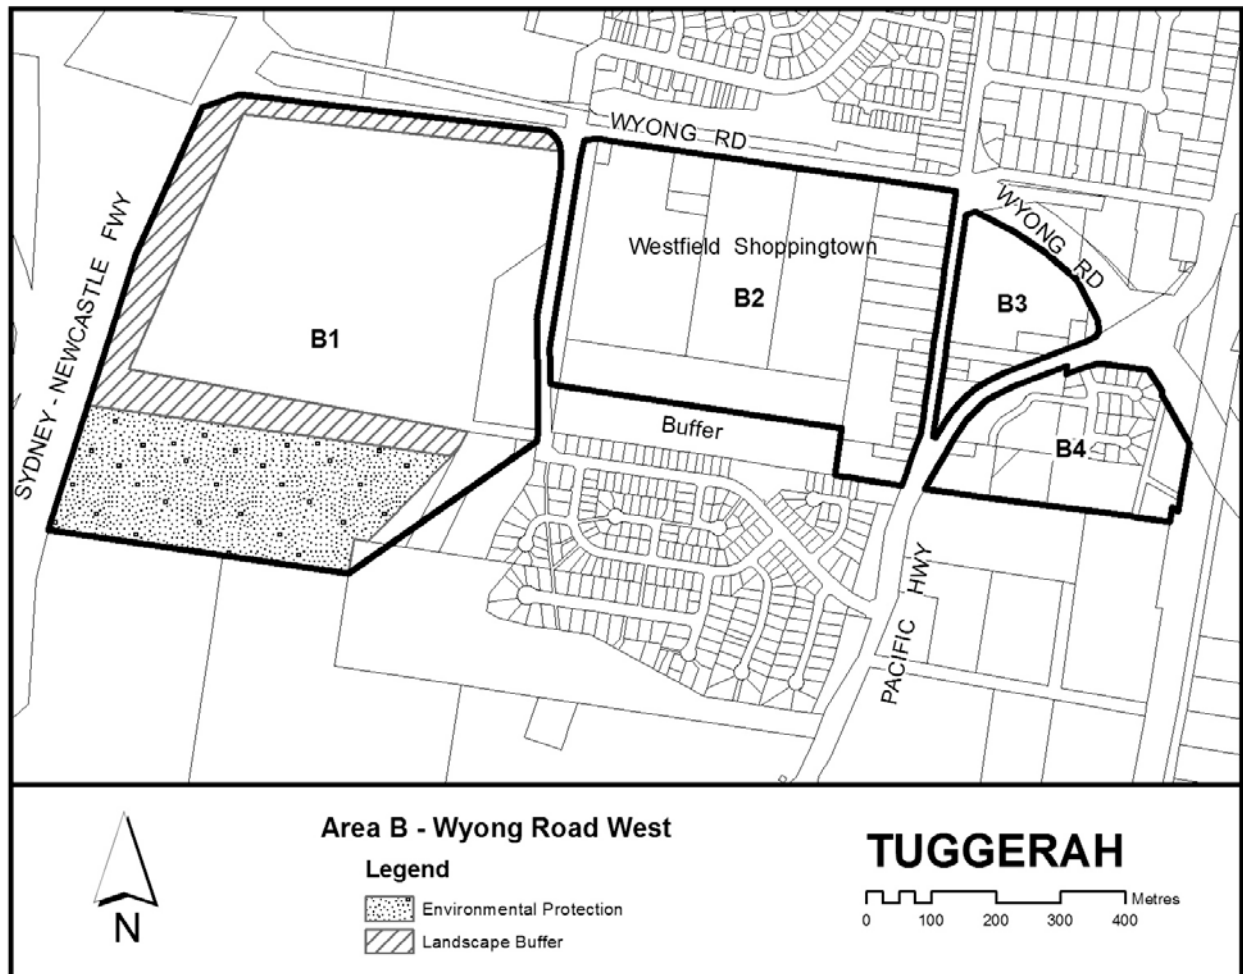 WYONG RD
WYONG RD
SYDNEY - NEWCASTLE FWY
Westfield Shoppingtown
B1
B2
B3
B4
Buffer
PACIFIC HWY
Area B - Wyong Road West
Legend
Environmental Protection
Landscape Buffer
N
TUGGERAH
Metres
0 100 200 300 400